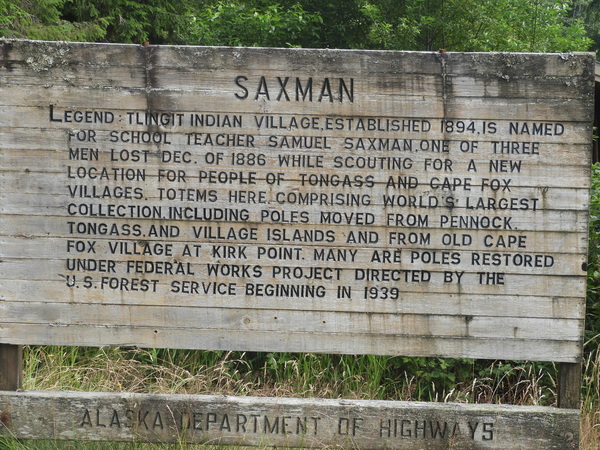 SAXMAN
LEGEND: TLINGIT INDIAN VILLAGE, ESTABLISHED 1894, IS NAMED
FOR SCHOOL TEACHER SAMUEL SAXMAN, ONE OF THREE
MEN LOST DEC. OF 1886 WHILE SCOUTING FOR A NEW
LOCATION FOR PEOPLE OF TONGASS AND CAPE FOX
VILLAGES. TOTEMS HERE, COMPRISING WORLD'S LARGEST
COLLECTION, INCLUDING POLES MOVED FROM PENNOCK,
TONGASS, AND VILLAGE ISLANDS AND FROM OLD CAPE
FOX VILLAGE AT KIRK POINT. MANY ARE POLES RESTORED
UNDER FEDERAL WORKS PROJECT DIRECTED BY THE
U.S. FOREST SERVICE BEGINNING IN 1939
ALASKA DEPARTMENT OF HIGHWAYS